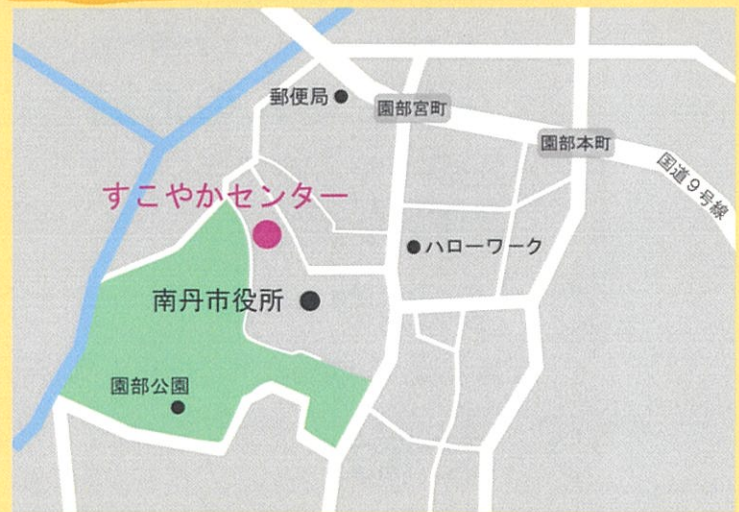 郵便局
園部宮町
園部本町
国道9号線
すこやかセンター
ハローワーク
南丹市役所
園部公園